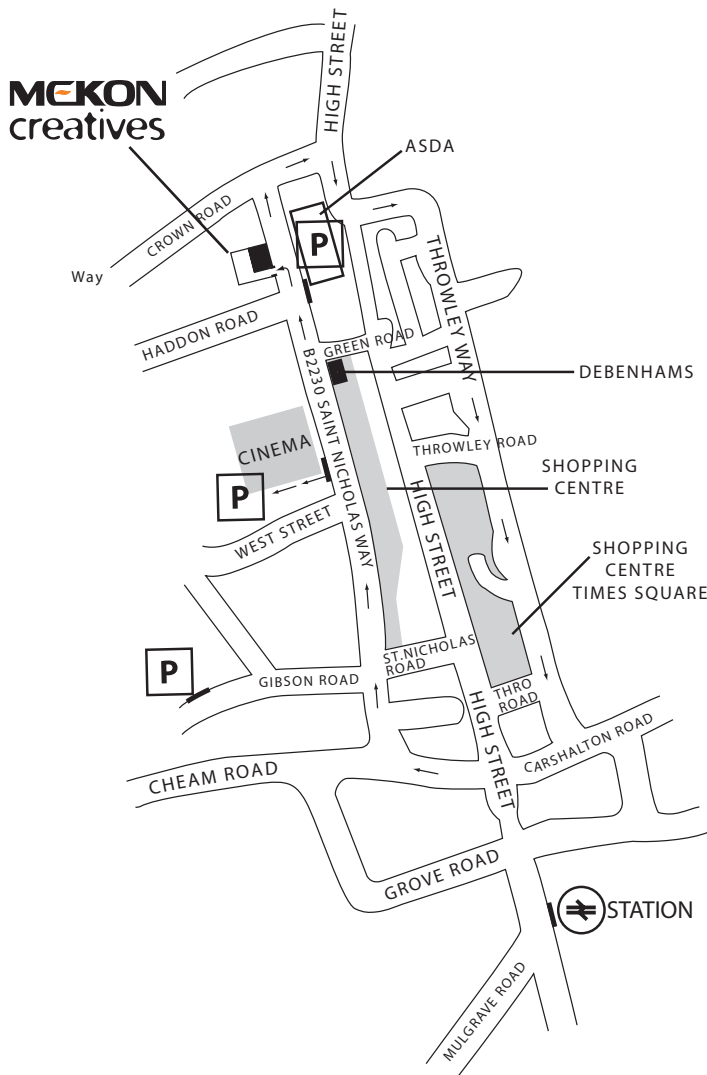 HIGH STREET
MEKON
creatives
ASDA
CROWN ROAD
P
Way
THROWLEY WAY
HADDON ROAD
GREEN ROAD
B2230 SAINT NICHOLAS WAY
DEBENHAMS
CINEMA
THROWLEY ROAD
SHOPPING
CENTRE
P
HIGH STREET
WEST STREET
SHOPPING
CENTRE
TIMES SQUARE
ST.NICHOLAS
ROAD
P
GIBSON ROAD
THRO
ROAD
HIGH STREET
CARSHALTON ROAD
CHEAM ROAD
GROVE ROAD
STATION
MULGRAVE ROAD